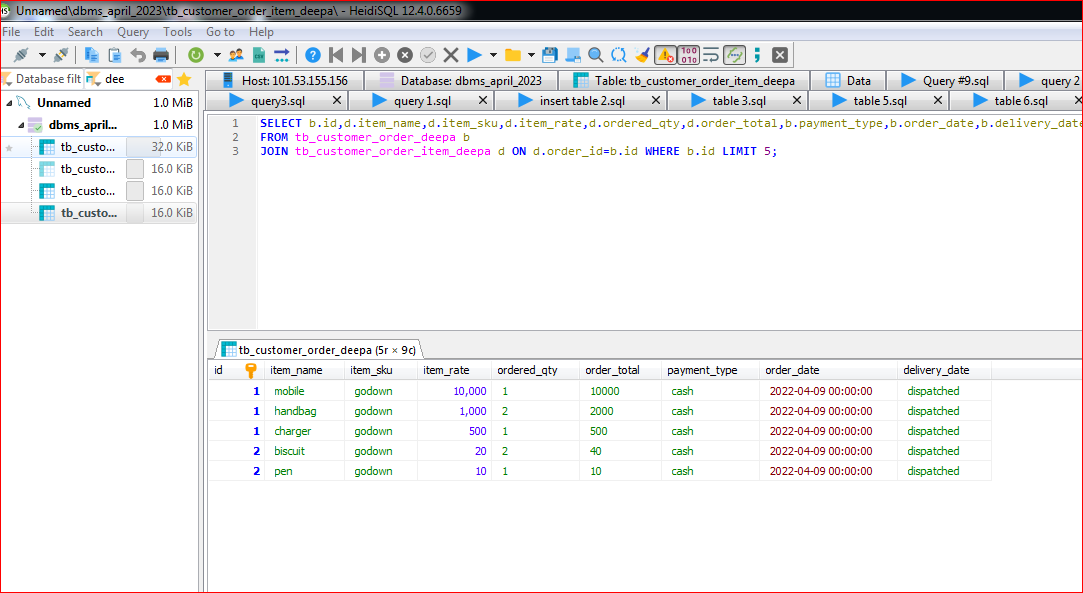 Unnamed\dbms_april_2023\tb_customer_order_item_deepa\ - HeidiSQL 12.4.0.6659
File Edit Search Query Tools Go to Help
Database filt dee
Host: 101.53.155.156 Database: dbms_april_2023 Table: tb_customer_order_item_deepa Data Query #9.sql query 2
query3.sql query 1.sql insert table 2.sql table 3.sql table 5.sql table 6.sql
Unnamed 1.0 MiB
dbms_april... 1.0 MiB
tb_custo... 32.0 KiB
tb_custo... 16.0 KiB
tb_custo... 16.0 KiB
tb_custo... 16.0 KiB
1 SELECT b.id,d.item_name,d.item_sku,d.item_rate,d.ordered_qty,d.order_total,b.payment_type,b.order_date,b.delivery_date
2 FROM tb_customer_order_deepa b
3 JOIN tb_customer_order_item_deepa d ON d.order_id=b.id WHERE b.id LIMIT 5;
tb_customer_order_deepa (5r × 9c)
id item_name item_sku item_rate ordered_qty order_total payment_type order_date delivery_date
1 mobile godown 10,000 1 10000 cash 2022-04-09 00:00:00 dispatched
1 handbag godown 1,000 2 2000 cash 2022-04-09 00:00:00 dispatched
1 charger godown 500 1 500 cash 2022-04-09 00:00:00 dispatched
2 biscuit godown 20 2 40 cash 2022-04-09 00:00:00 dispatched
2 pen godown 10 1 10 cash 2022-04-09 00:00:00 dispatched